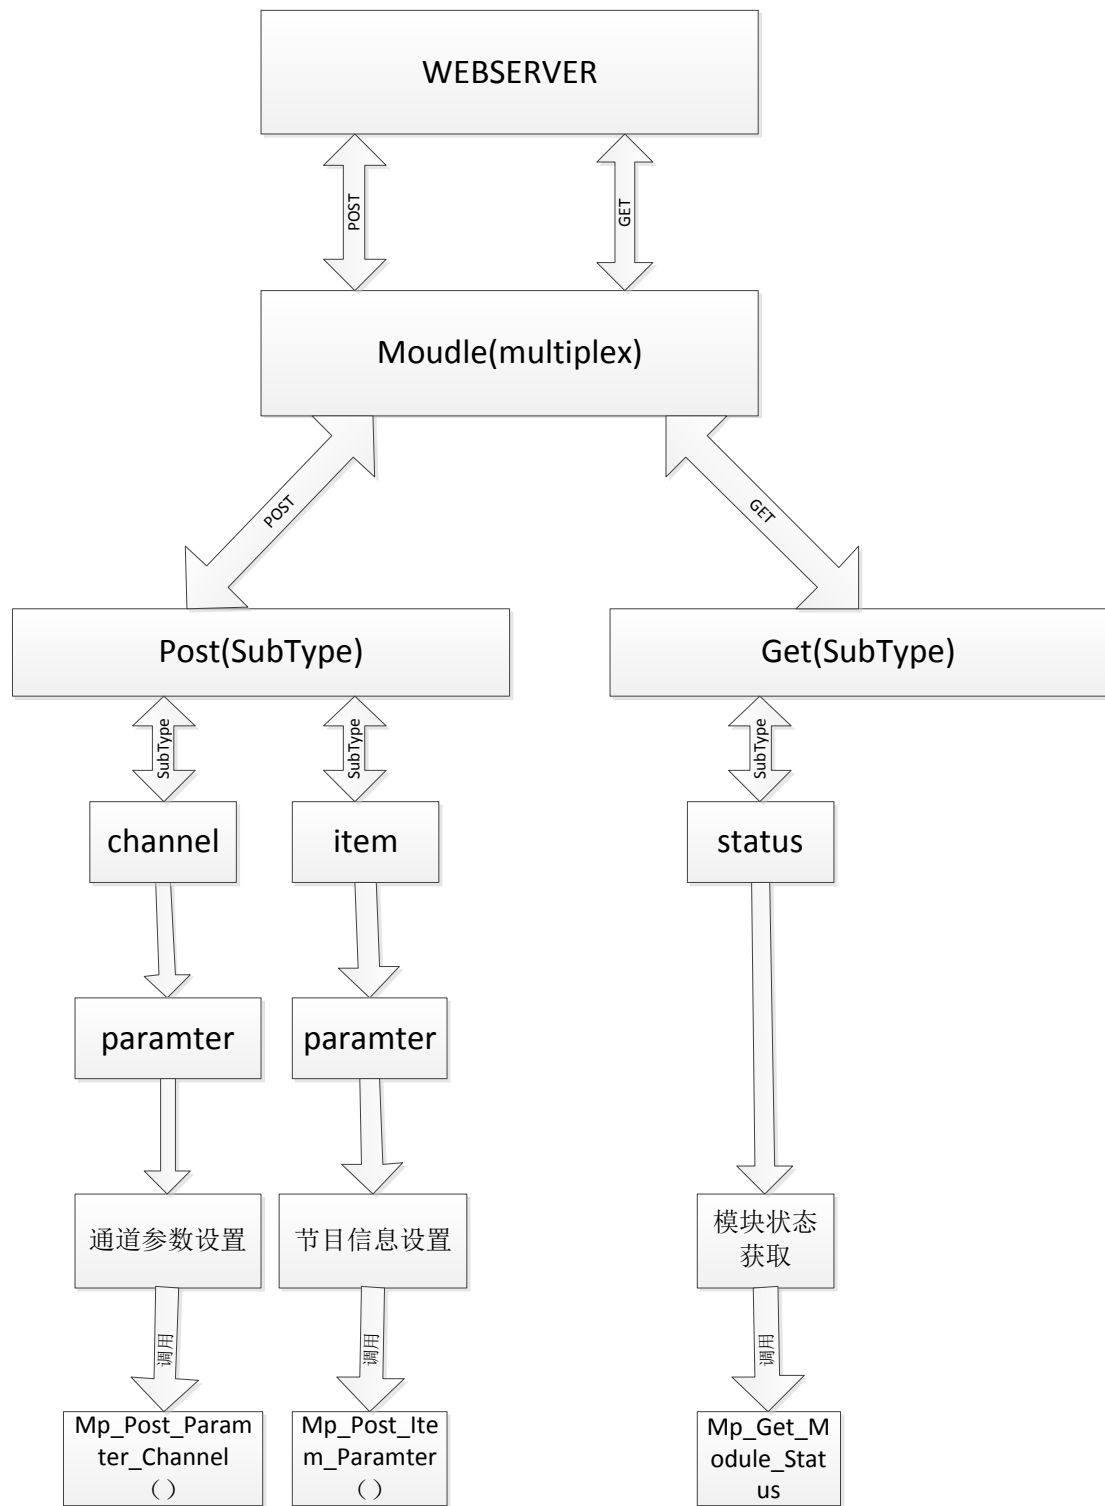 WEBSERVER
POST
GET
Moudle(multiplex)
POST
GET
Post(SubType)
Get(SubType)
SubType
SubType
SubType
channel
item
status
paramter
paramter
通道参数设置
节目信息设置
模块状态
获取
调用
调用
调用
Mp_Post_Param
ter_Channel
（）
Mp_Post_Ite
m_Paramter
（）
Mp_Get_M
odule_Stat
us